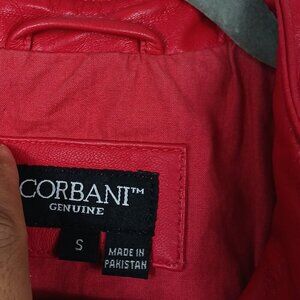 CORBANI™
GENUINE
S
MADE IN
PAKISTAN